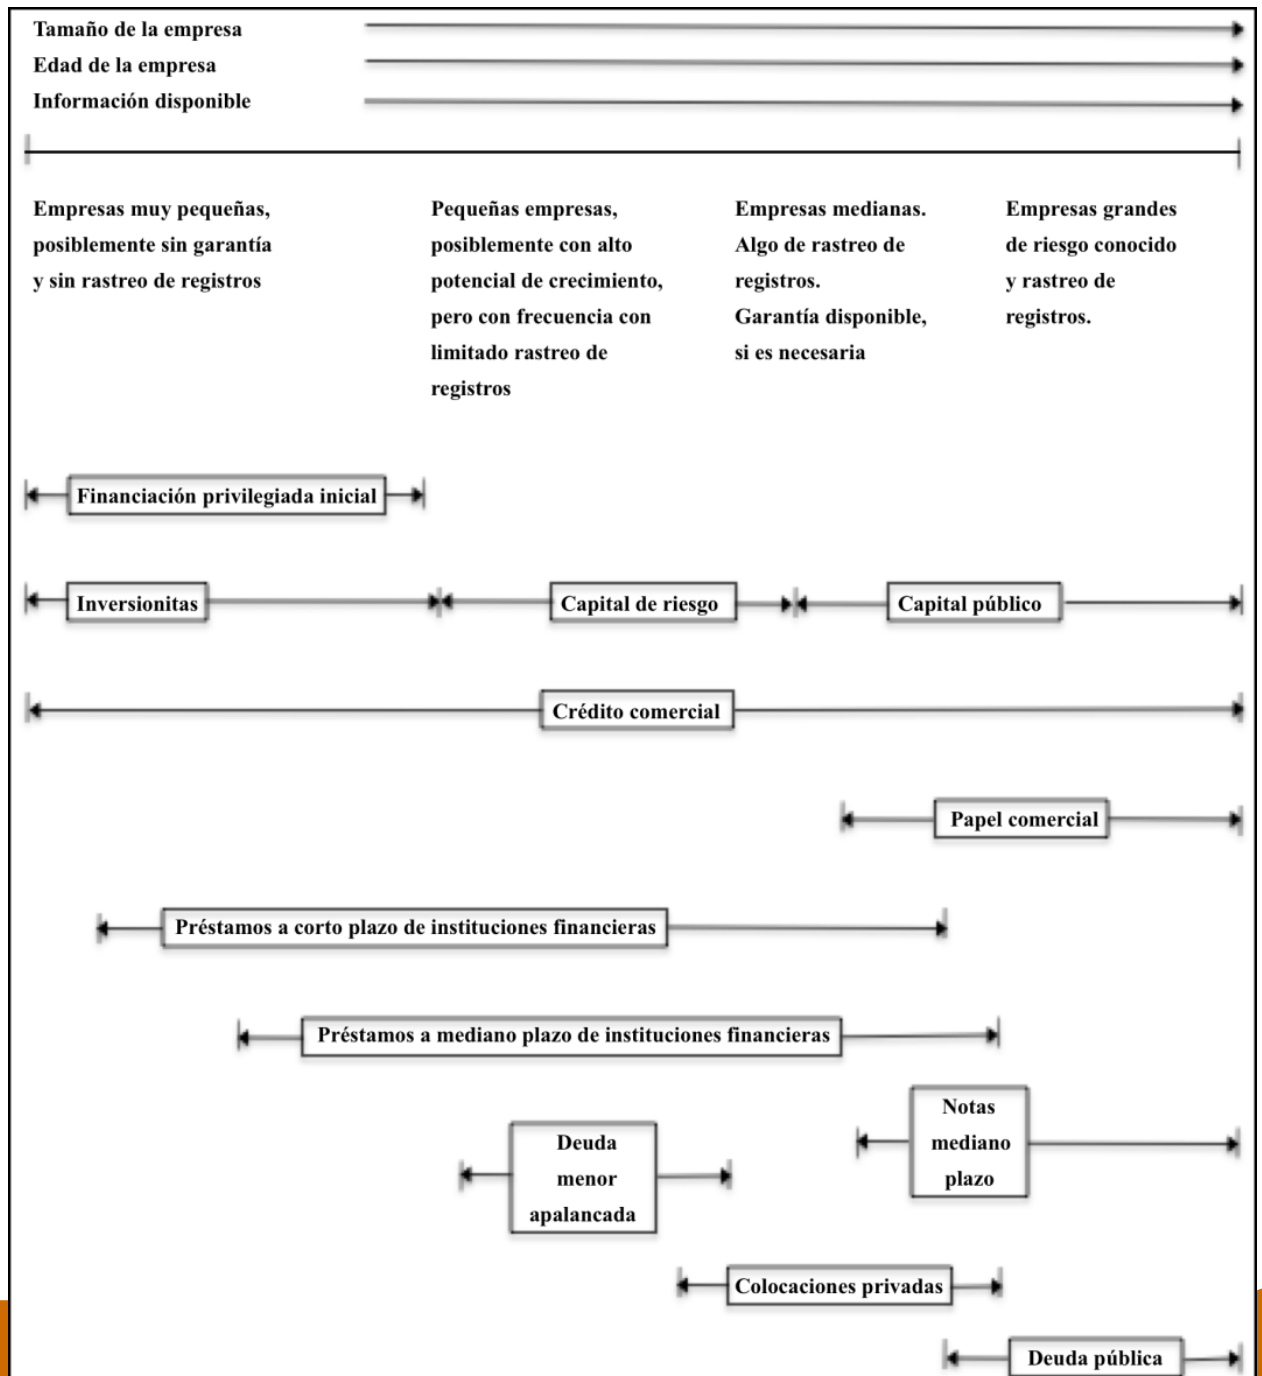 Tamaño de la empresa
Edad de la empresa
Información disponible
Empresas muy pequeñas,
posiblemente sin garantía
y sin rastreo de registros
Pequeñas empresas,
posiblemente con alto
potencial de crecimiento,
pero con frecuencia con
limitado rastreo de
registros
Empresas medianas.
Algo de rastreo de
registros.
Garantía disponible,
si es necesaria
Empresas grandes
de riesgo conocido
y rastreo de
registros.
Financiación privilegiada inicial
Inversionitas
Capital de riesgo
Capital público
Crédito comercial
Papel comercial
Préstamos a corto plazo de instituciones financieras
Préstamos a mediano plazo de instituciones financieras
Notas
mediano
plazo
Deuda
menor
apalancada
Colocaciones privadas
Deuda pública